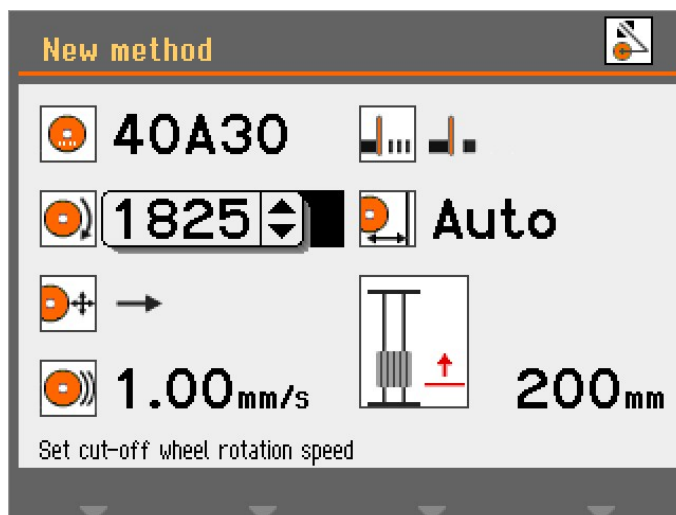 New method
40A30
1825
Auto
1.00mm/s
200mm
Set cut-off wheel rotation speed